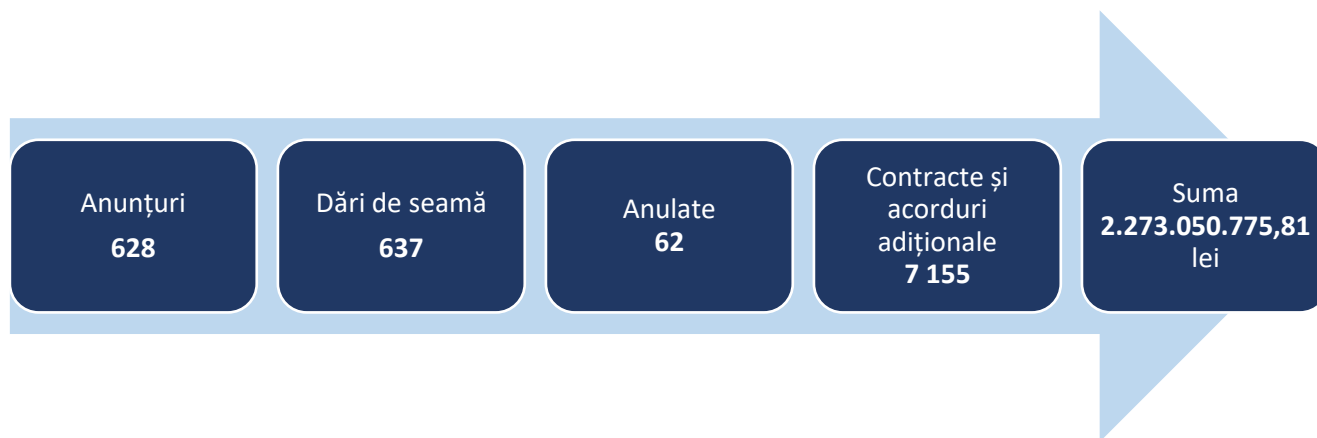 Anunțuri
628
Dări de seamă
637
Anulate
62
Contracte și
acorduri
adiționale
7 155
Suma
2.273.050.775,81
lei